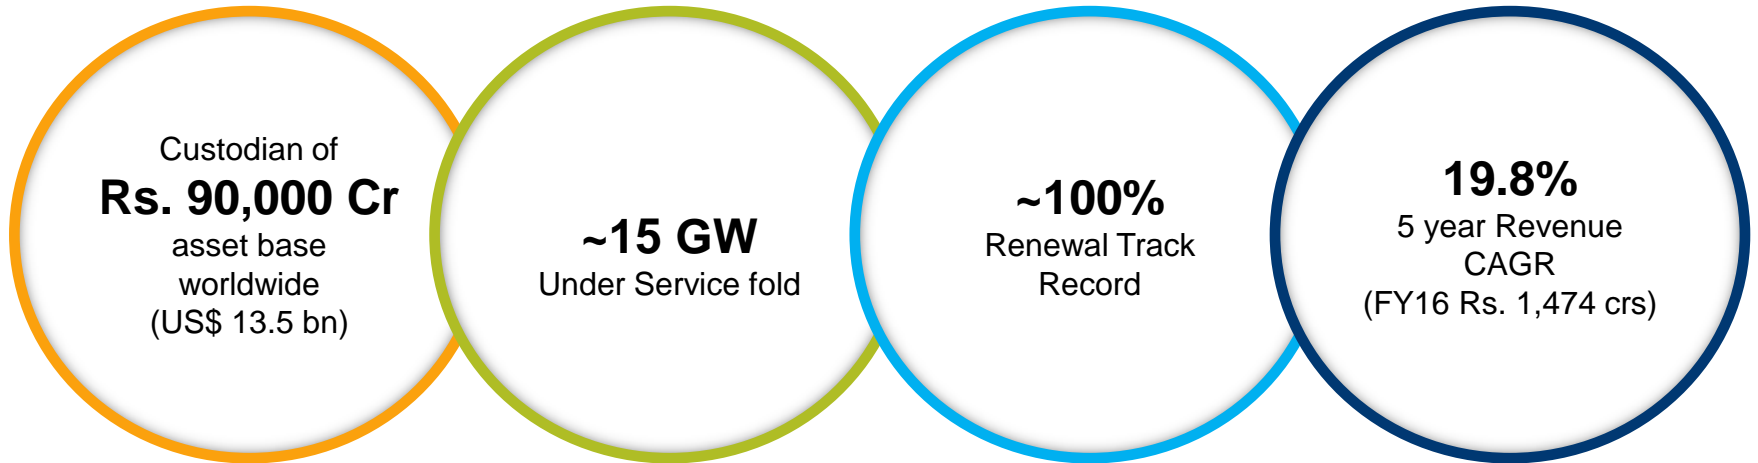 Custodian of
Rs. 90,000 Cr
asset base
worldwide
(US$ 13.5 bn)
~15 GW
Under Service fold
~100%
Renewal Track
Record
19.8%
5 year Revenue
CAGR
(FY16 Rs. 1,474 crs)